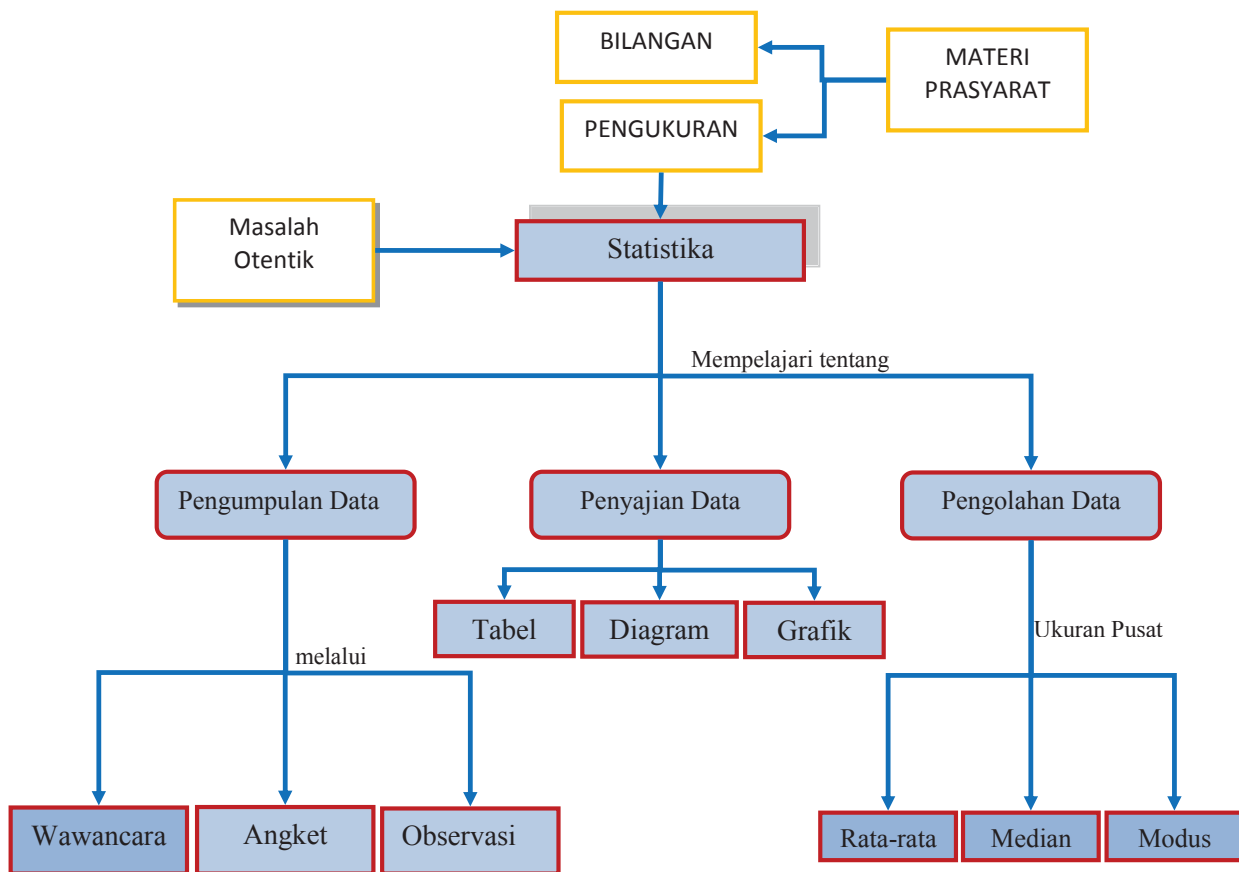 BILANGAN
MATERI
PRASYARAT
PENGUKURAN
Masalah
Otentik
Statistika
Mempelajari tentang
Pengumpulan Data
Penyajian Data
Pengolahan Data
Tabel
Diagram
Grafik
Ukuran Pusat
melalui
Wawancara
Angket
Observasi
Rata-rata
Median
Modus